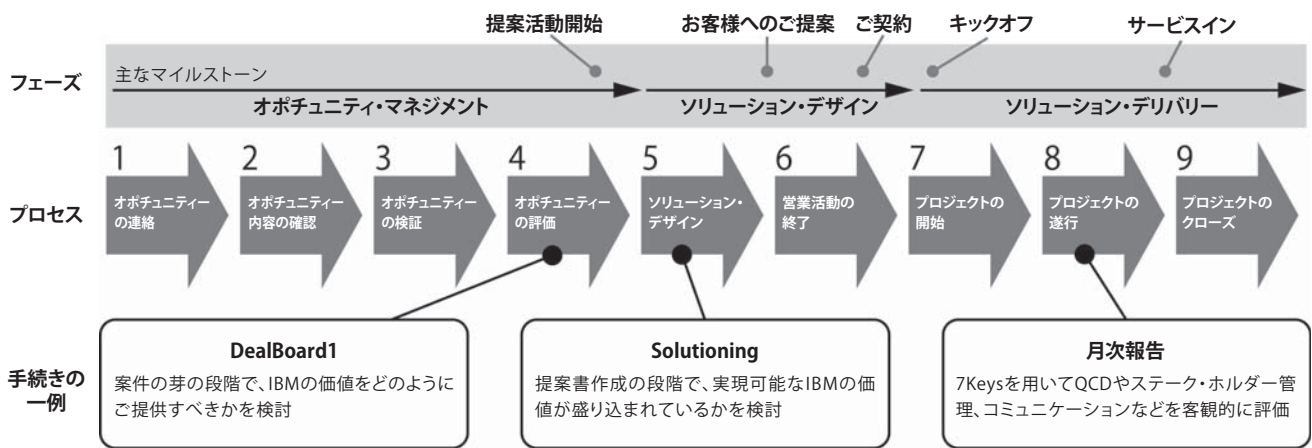 提案活動開始 お客様へのご提案 ご契約 キックオフ サービスイン
フェーズ
主なマイルストーン
オポチュニティ・マネジメント ソリューション・デザイン ソリューション・デリバリー
プロセス
1
オポチュニティー
の連絡
2
オポチュニティー
内容の確認
3
オポチュニティー
の検証
4
オポチュニティー
の評価
5
ソリューション・
デザイン
6
営業活動の
終了
7
プロジェクトの
開始
8
プロジェクトの
遂行
9
プロジェクトの
クローズ
手続きの
一例
DealBoard1
案件の芽の段階で、IBMの価値をどのように
ご提供すべきかを検討
Solutioning
提案書作成の段階で、実現可能なIBMの価
値が盛り込まれているかを検討
月次報告
7Keysを用いてQCDやステーク・ホルダー管
理、コミュニケーションなどを客観的に評価